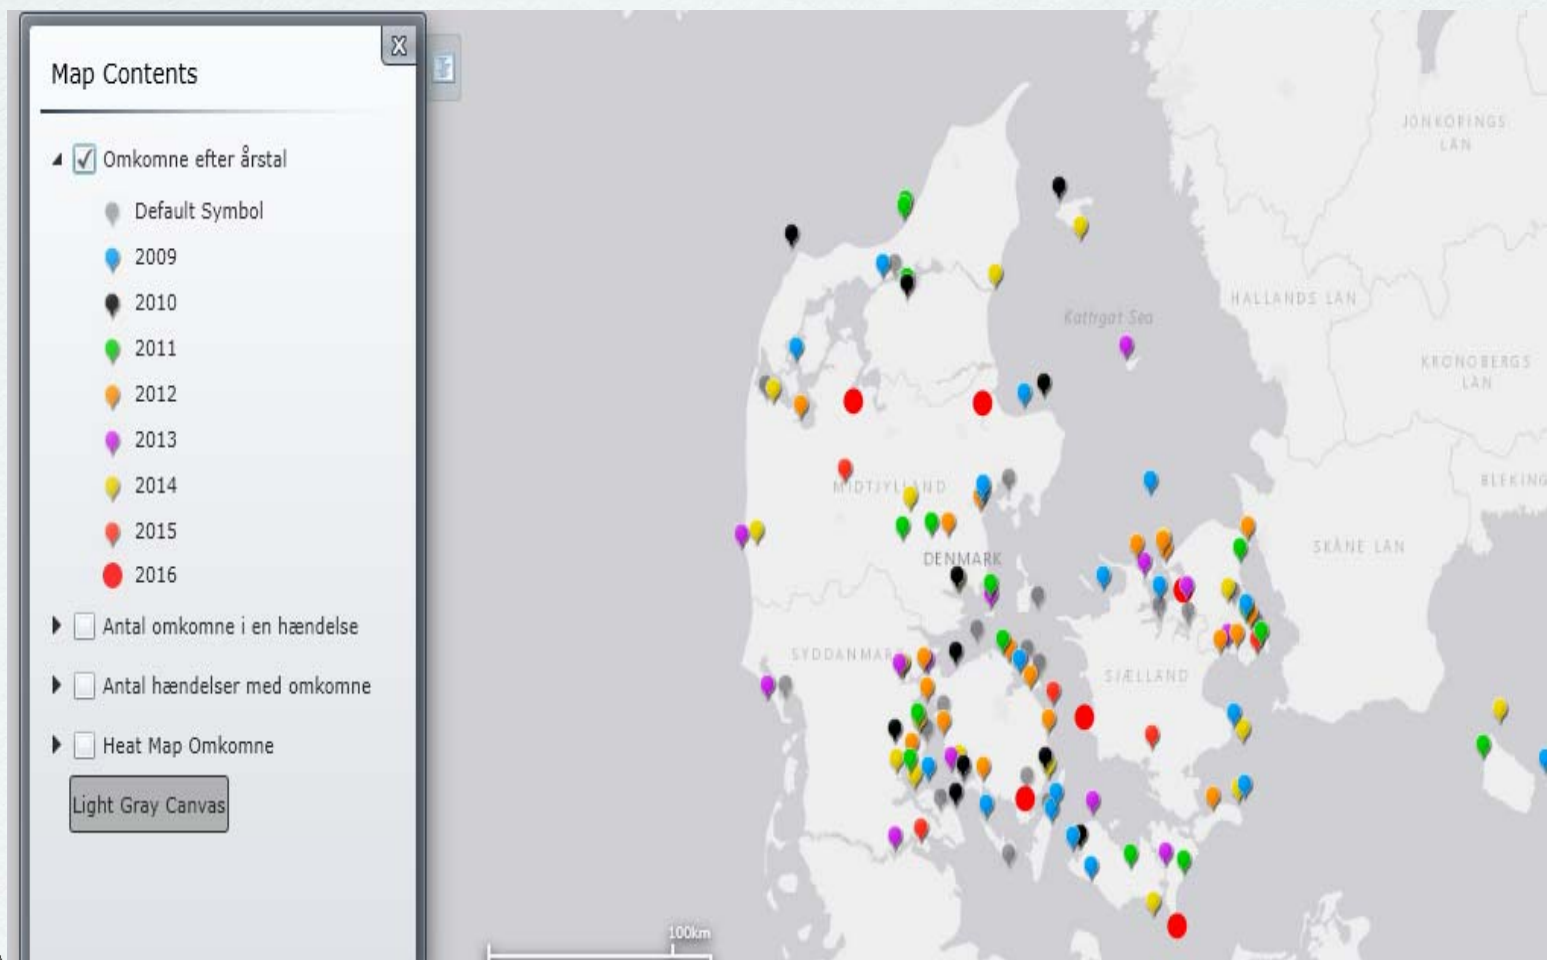 Map Contents
X
Omkomne efter årstal
Default Symbol
2009
2010
2011
2012
2013
2014
2015
2016
Antal omkomne i en hændelse
Antal hændelser med omkomne
Heat Map Omkomne
Light Gray Canvas
JÖNKÖPINGS
LÄN
HALLANDS LÄN
Kattegat Sea
KRONOBERGS
LÄN
MIDTJYLLAND
BLEKING
SKÅNE LÄN
DENMARK
SYDDANMAR
SJÆLLAND
100km